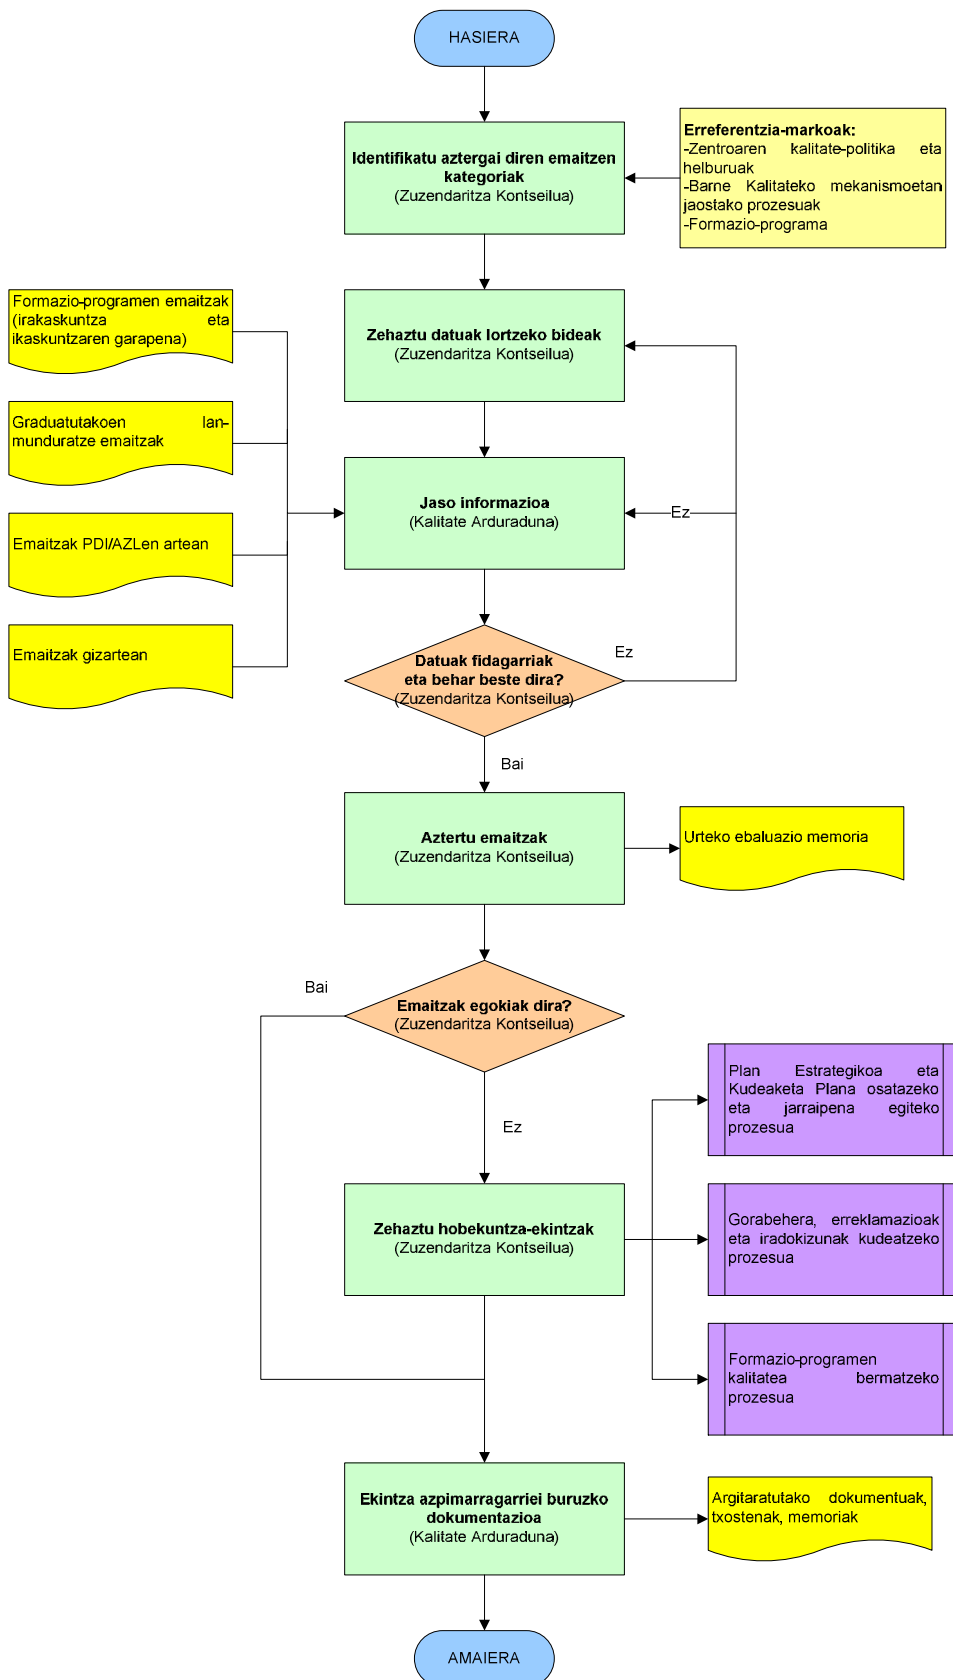 HASIERA
Identifikatu aztergai diren emaitzen
kategoriak
(Zuzendaritza Kontseilua)
Erreferentzia-markoak:
-Zentroaren kalitate-politika eta
helburuak
-Barne Kalitateko mekanismoetan
jaostako prozesuak
-Formazio-programa
Formazio-programen emaitzak
(irakaskuntza eta
ikaskuntzaren garapena)
Zehaztu datuak lortzeko bideak
(Zuzendaritza Kontseilua)
Graduatutakoen lan-
munduratze emaitzak
Jaso informazioa
(Kalitate Arduraduna)
Ez
Emaitzak PDI/AZLen artean
Emaitzak gizartean
Datuak fidagarriak
eta behar beste dira?
(Zuzendaritza Kontseilua)
Ez
Bai
Aztertu emaitzak
(Zuzendaritza Kontseilua)
Urteko ebaluazio memoria
Bai
Emaitzak egokiak dira?
(Zuzendaritza Kontseilua)
Ez
Plan Estrategikoa eta
Kudeaketa Plana osatazeko
eta jarraipena egiteko
prozesua
Zehaztu hobekuntza-ekintzak
(Zuzendaritza Kontseilua)
Gorabehera, erreklamazioak
eta iradokizunak kudeatzeko
prozesua
Formazio-programen
kalitatea bermatzeko
prozesua
Ekintza azpimarragarriei buruzko
dokumentazioa
(Kalitate Arduraduna)
Argitaratutako dokumentuak,
txostenak, memoriak
AMAIERA